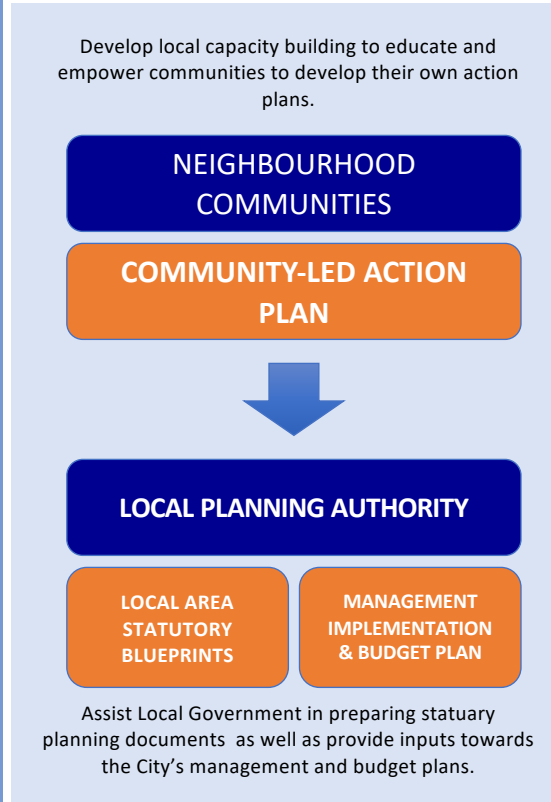 Develop local capacity building to educate and
empower communities to develop their own action
plans.
NEIGHBOURHOOD
COMMUNITIES
COMMUNITY-LED ACTION
PLAN
LOCAL PLANNING AUTHORITY
LOCAL AREA
STATUTORY
BLUEPRINTS
MANAGEMENT
IMPLEMENTATION
& BUDGET PLAN
Assist Local Government in preparing statuary
planning documents as well as provide inputs towards
the City’s management and budget plans.